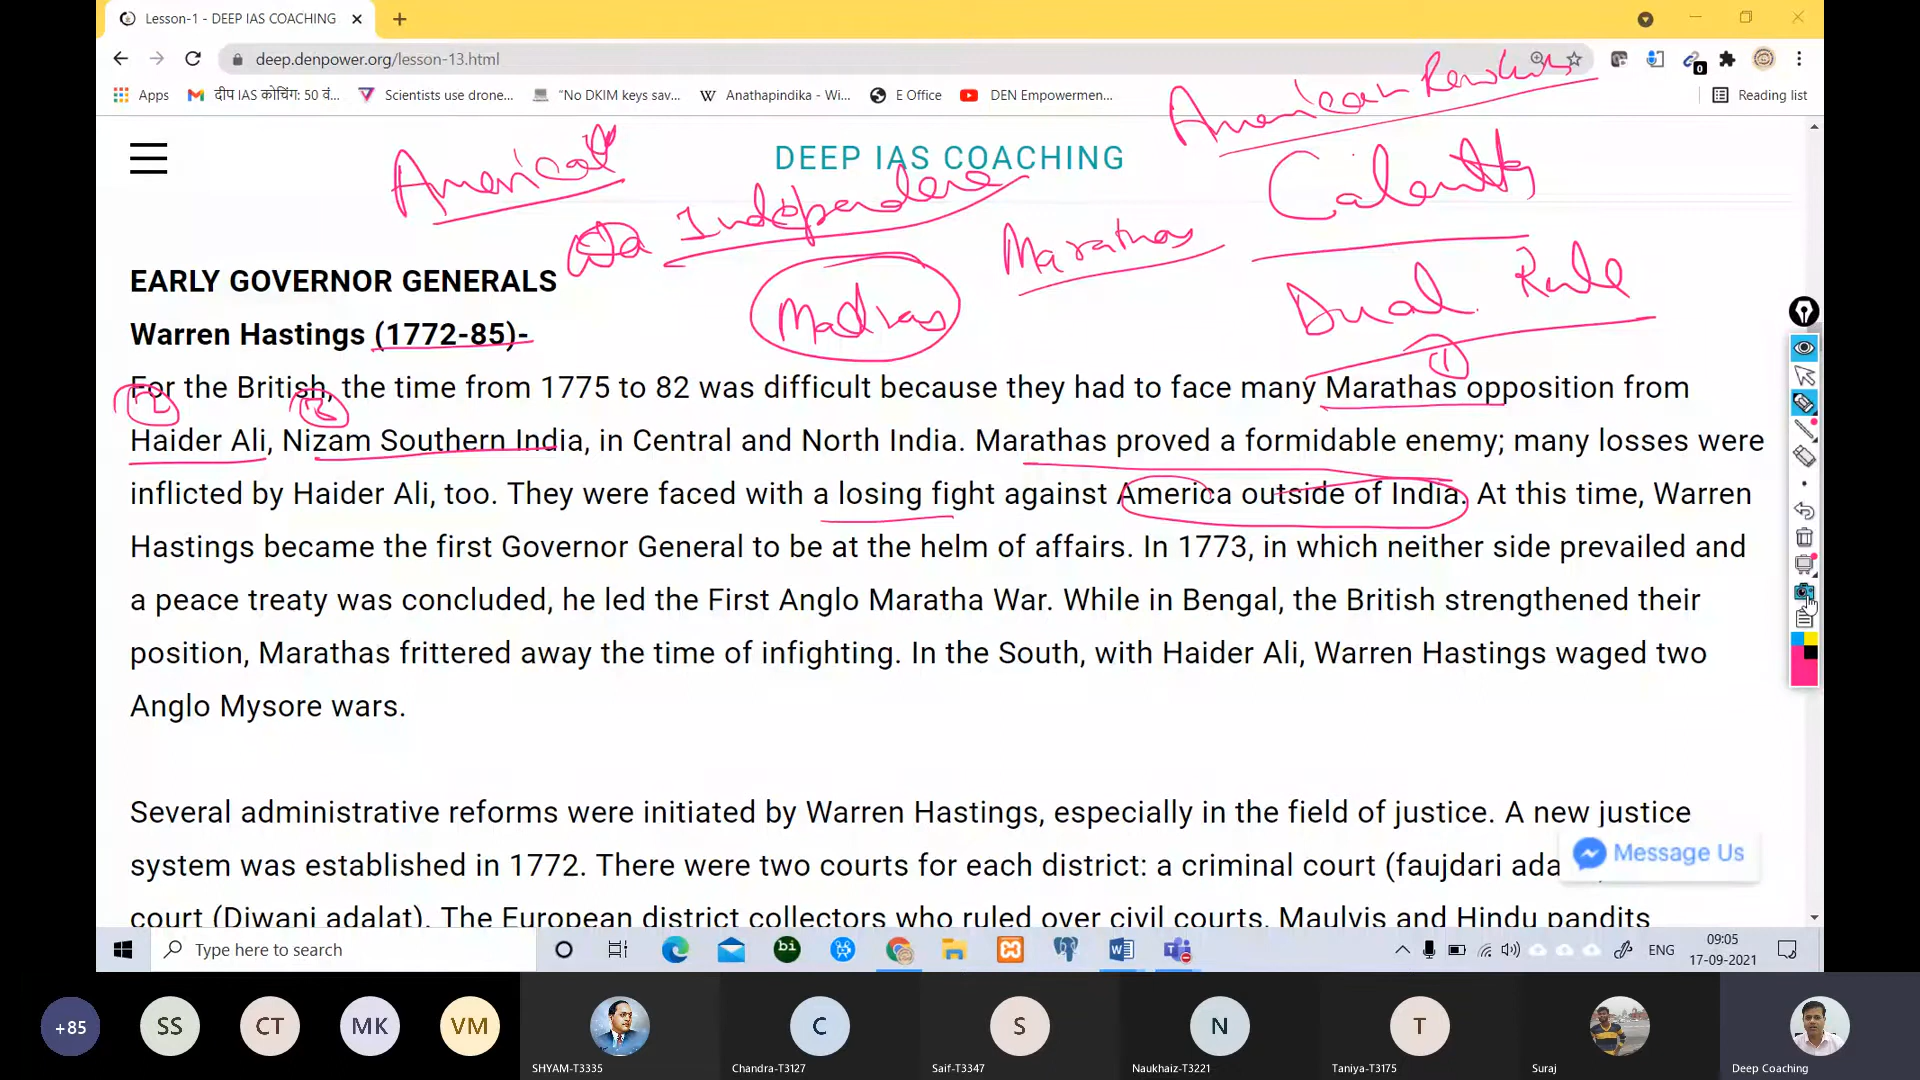 Lesson-1 - DEEP IAS COACHING
deep.denpower.org/lesson-13.html
Apps
दीप IAS कोचिंग: 50 वं...
Scientists use drone...
"No DKIM keys sav...
Anathapindika - Wi...
E Office
DEN Empowermen...
Reading list
0
American
DEEP IAS COACHING
American
Calcutta
Independence
Marathas
Madras
Dual Rule
EARLY GOVERNOR GENERALS
Warren Hastings (1772-85)-
1
For the British, the time from 1775 to 82 was difficult because they had to face many Marathas opposition from
2
Haider Ali, Nizam Southern India, in Central and North India. Marathas proved a formidable enemy; many losses were
inflicted by Haider Ali, too. They were faced with a losing fight against America outside of India. At this time, Warren
Hastings became the first Governor General to be at the helm of affairs. In 1773, in which neither side prevailed and
a peace treaty was concluded, he led the First Anglo Maratha War. While in Bengal, the British strengthened their
position, Marathas frittered away the time of infighting. In the South, with Haider Ali, Warren Hastings waged two
Anglo Mysore wars.
Several administrative reforms were initiated by Warren Hastings, especially in the field of justice. A new justice
system was established in 1772. There were two courts for each district: a criminal court (faujdari ada
Message Us
court (Diwani adalat). The European district collectors who ruled over civil courts. Maulvis and Hindu pandits
Type here to search
bi
ENG
09:05
17-09-2021
+85
SS
CT
MK
VM
C
S
N
T
SHYAM-T3335
Chandra-T3127
Saif-T3347
Naukhaiz-T3221
Taniya-T3175
Suraj
Deep Coaching